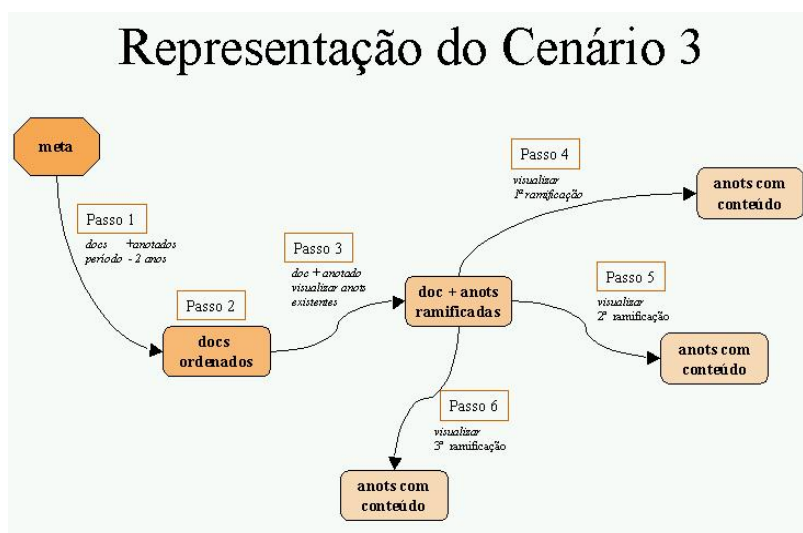 Representação do Cenário 3
meta
Passo 1
docs +anotados
período - 2 anos
Passo 2
docs
ordenados
Passo 3
doc + anotado
visualizar anots
existentes
doc + anots
ramificadas
Passo 4
visualizar
1ª ramificação
anots com
conteúdo
Passo 5
visualizar
2ª ramificação
anots com
conteúdo
Passo 6
visualizar
3ª ramificação
anots com
conteúdo